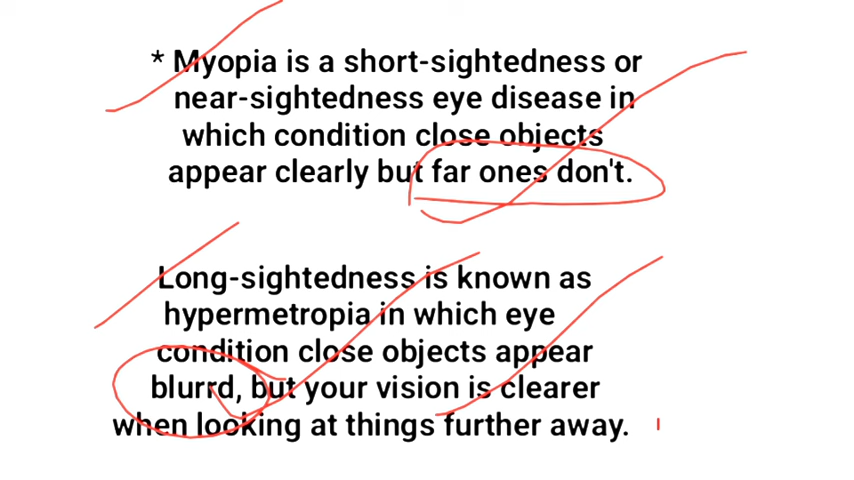 * Myopia is a short-sightedness or
near-sightedness eye disease in
which condition close objects
appear clearly but far ones don't.
Long-sightedness is known as
hypermetropia in which eye
condition close objects appear
blurrd, but your vision is clearer
when looking at things further away.